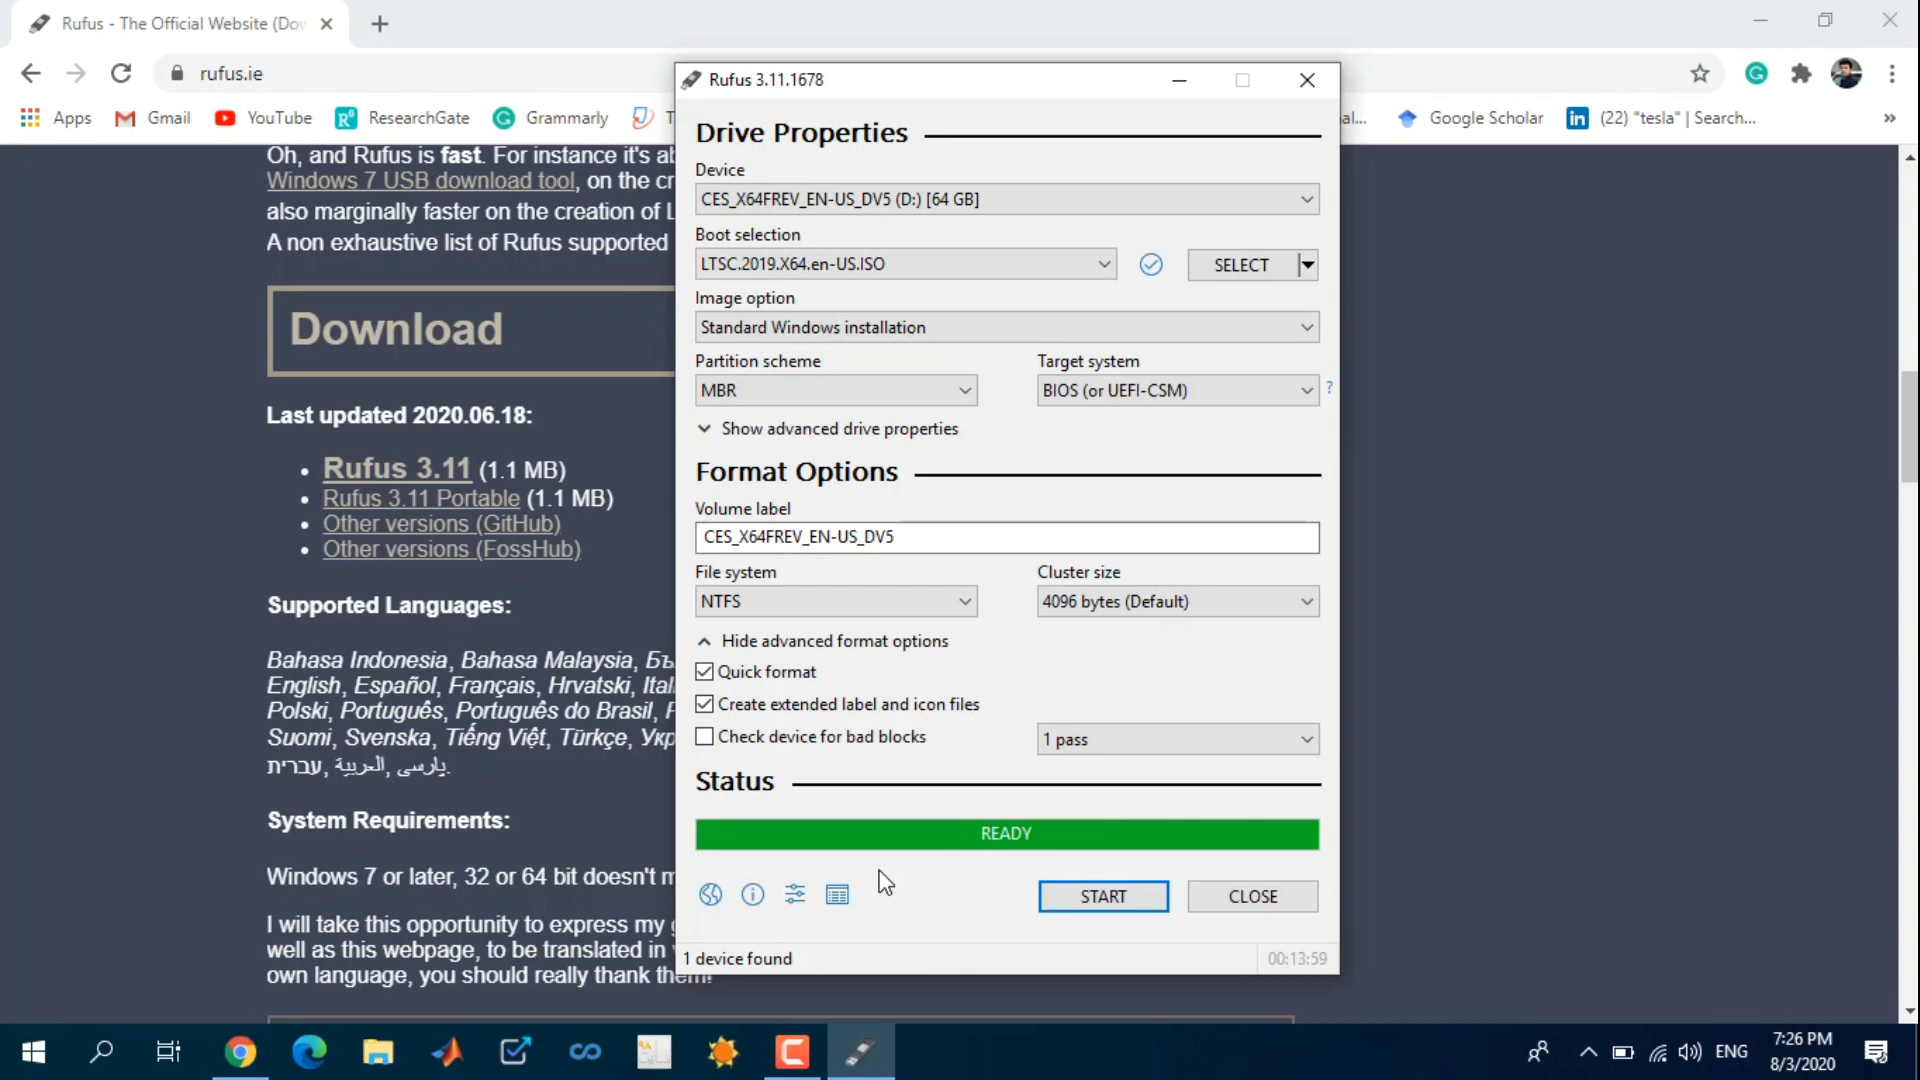 Rufus - The Official Website (Dov
rufus.ie
Apps
Gmail
YouTube
ResearchGate
Grammarly
T
al...
Google Scholar
(22) "tesla" | Search...
»
Oh, and Rufus is fast. For instance it's ab
Windows 7 USB download tool, on the cr
also marginally faster on the creation of L
A non exhaustive list of Rufus supported
Download
Last updated 2020.06.18:
Rufus 3.11 (1.1 MB)
Rufus 3.11 Portable (1.1 MB)
Other versions (GitHub)
Other versions (FossHub)
Supported Languages:
Bahasa Indonesia, Bahasa Malaysia, Бъ
English, Español, Français, Hrvatski, Ital
Polski, Português, Português do Brasil, F
Suomi, Svenska, Tiếng Việt, Türkçe, Укр
עברית, العربية, پارسی.
System Requirements:
Windows 7 or later, 32 or 64 bit doesn't m
I will take this opportunity to express my
well as this webpage, to be translated in
own language, you should really thank them!
Rufus 3.11.1678
Drive Properties
Device
CES_X64FREV_EN-US_DV5 (D:) [64 GB]
Boot selection
LTSC.2019.X64.en-US.ISO
SELECT
Image option
Standard Windows installation
Partition scheme
Target system
MBR
BIOS (or UEFI-CSM)
?
Show advanced drive properties
Format Options
Volume label
CES_X64FREV_EN-US_DV5
File system
Cluster size
NTFS
4096 bytes (Default)
Hide advanced format options
Quick format
Create extended label and icon files
Check device for bad blocks
1 pass
Status
READY
START
CLOSE
1 device found
00:13:59
ENG
7:26 PM
8/3/2020